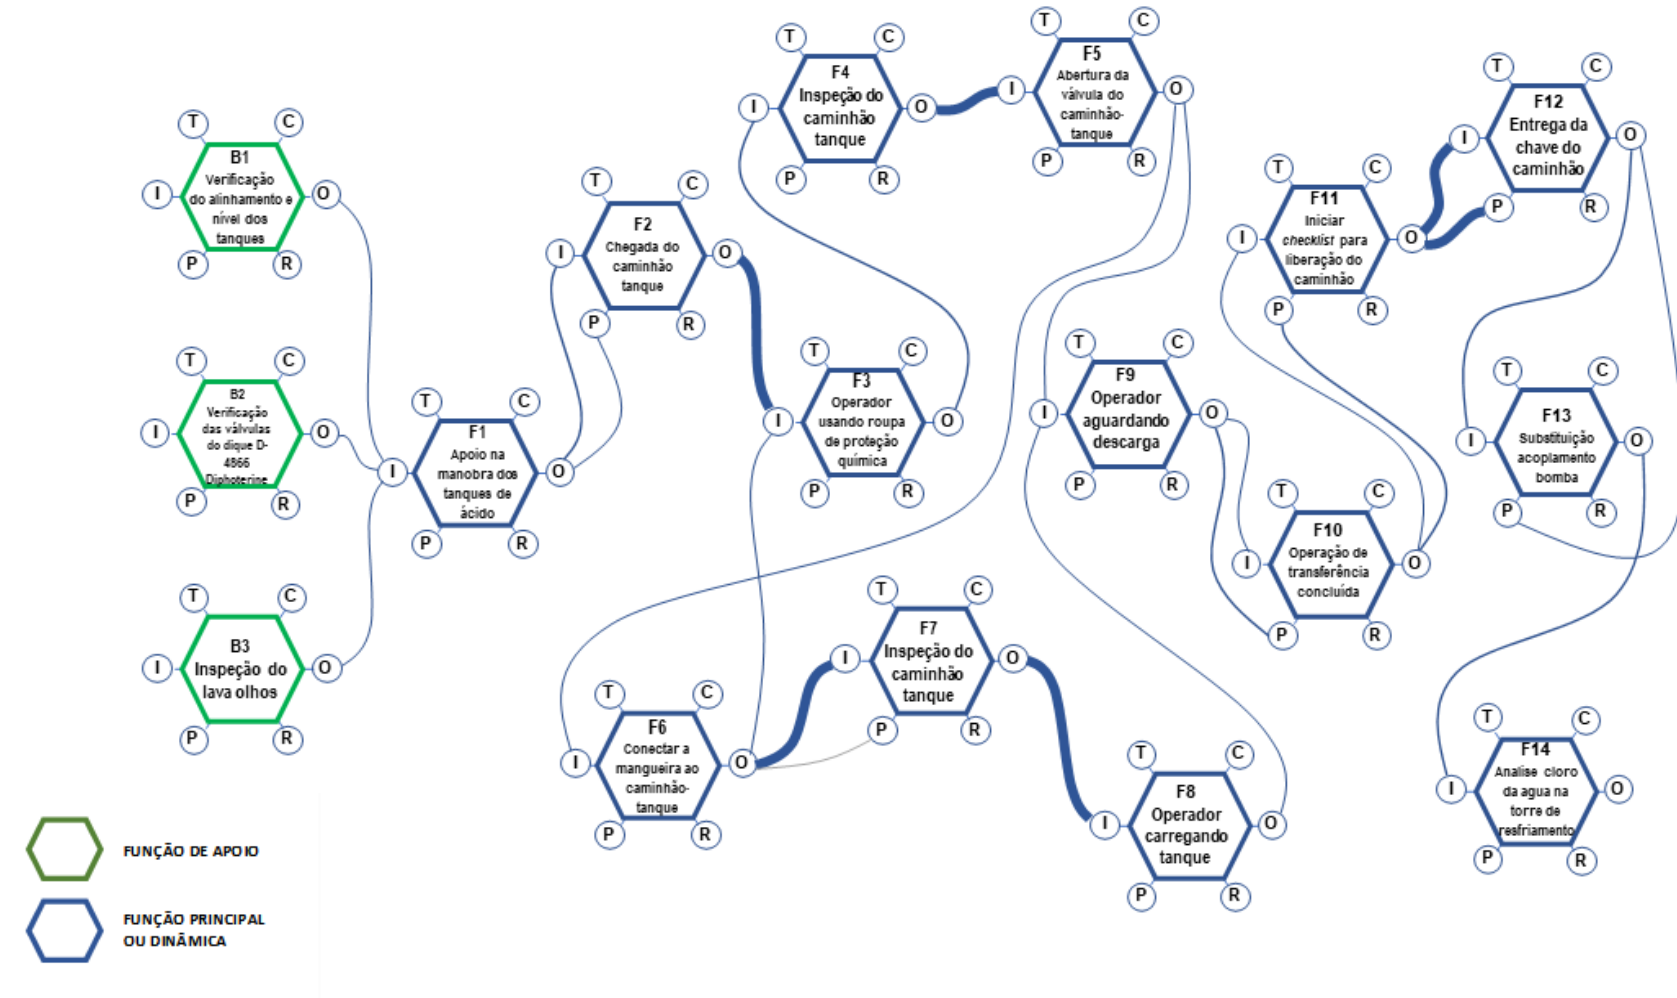 T
C
B1
Verificação
do alinhamento e
nível dos
tanques
I
O
P
R
T
C
B2
Verificação
das válvulas
do dique D-
4866
Diphoterine
I
O
P
R
T
C
B3
Inspeção do
lava olhos
I
O
P
R
T
C
F1
Apoio na
manobra dos
tanques de
ácido
I
O
P
R
T
C
F2
Chegada do
caminhão
tanque
I
O
P
R
T
C
F3
Operador
usando roupa
de proteção
química
I
O
P
R
T
C
F4
Inspeção do
caminhão
tanque
I
O
P
R
T
C
F5
Abertura da
válvula do
caminhão-
tanque
I
O
P
R
T
C
F6
Conectar a
mangueira ao
caminhão-
tanque
I
O
P
R
T
C
F7
Inspeção do
caminhão
tanque
I
O
P
R
T
C
F8
Operador
carregando
tanque
I
O
P
R
T
C
F9
Operador
aguardando
descarga
I
O
P
R
T
C
F10
Operação de
transferência
concluída
I
O
P
R
T
C
F11
Iniciar
checklist para
liberação do
caminhão
I
O
P
R
T
C
F12
Entrega da
chave do
caminhão
I
O
P
R
T
C
F13
Substituição
acoplamento
bomba
I
O
P
R
T
C
F14
Analise cloro
da agua na
torre de
resfriamento
I
O
P
R
FUNÇÃO DE APOIO
FUNÇÃO PRINCIPAL
OU DINÂMICA